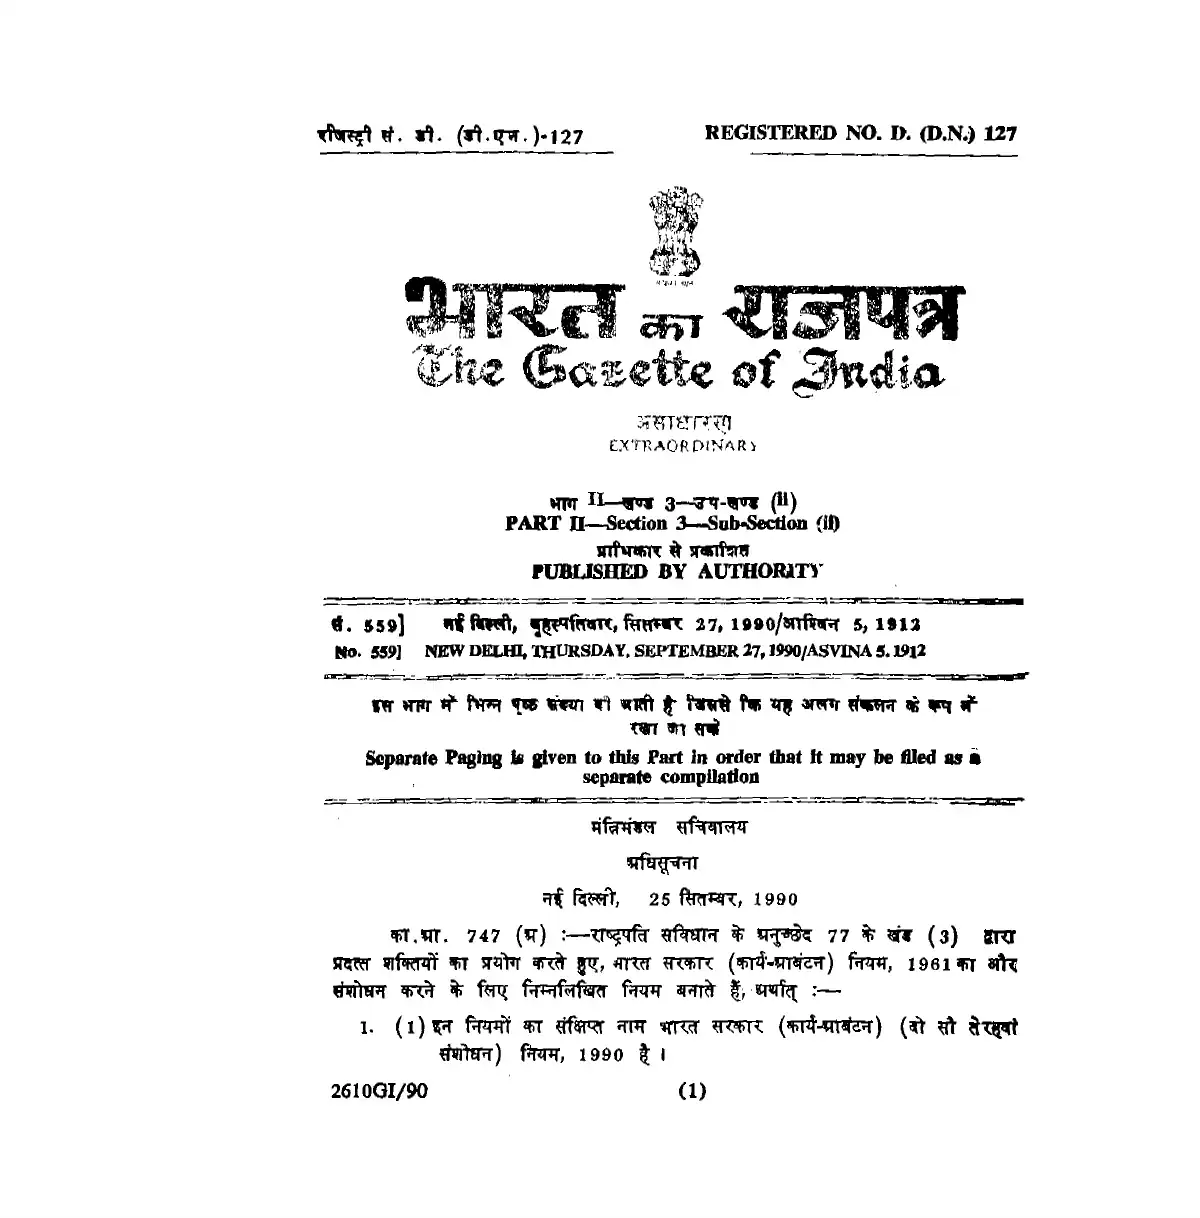 रजिस्ट्री सं. डी. (डी.एन.)-127
REGISTERED NO. D. (D.N.) 127
भारत का राजपत्र
The Gazette of India
असाधारण
EXTRAORDINARY
भाग II—खण्ड 3—उप-खण्ड (ii)
PART II—Section 3—Sub-Section (ii)
प्राधिकार से प्रकाशित
PUBLISHED BY AUTHORITY
सं. 559] नई दिल्ली, बृहस्पतिवार, सितम्बर 27, 1990/आश्विन 5, 1912
No. 559] NEW DELHI, THURSDAY, SEPTEMBER 27, 1990/ASVINA 5, 1912
इस भाग में भिन्न पृष्ठ संख्या दी जाती है जिससे कि यह अलग संकलन के रूप में
रखा जा सके
Separate Paging is given to this Part in order that it may be filed as a
separate compilation
मंत्रिमंडल सचिवालय
अधिसूचना
नई दिल्ली, 25 सितम्बर, 1990
का.आ. 747 (अ) :—राष्ट्रपति संविधान के अनुच्छेद 77 के खंड (3) द्वारा
प्रदत्त शक्तियों का प्रयोग करते हुए, भारत सरकार (कार्य-आबंटन) नियम, 1961 का और
संशोधन करने के लिए निम्नलिखित नियम बनाते हैं, अर्थात् :—
1. (1) इन नियमों का संक्षिप्त नाम भारत सरकार (कार्य-आबंटन) (दो सौ तेरहवां
संशोधन) नियम, 1990 है ।
2610GI/90 (1)